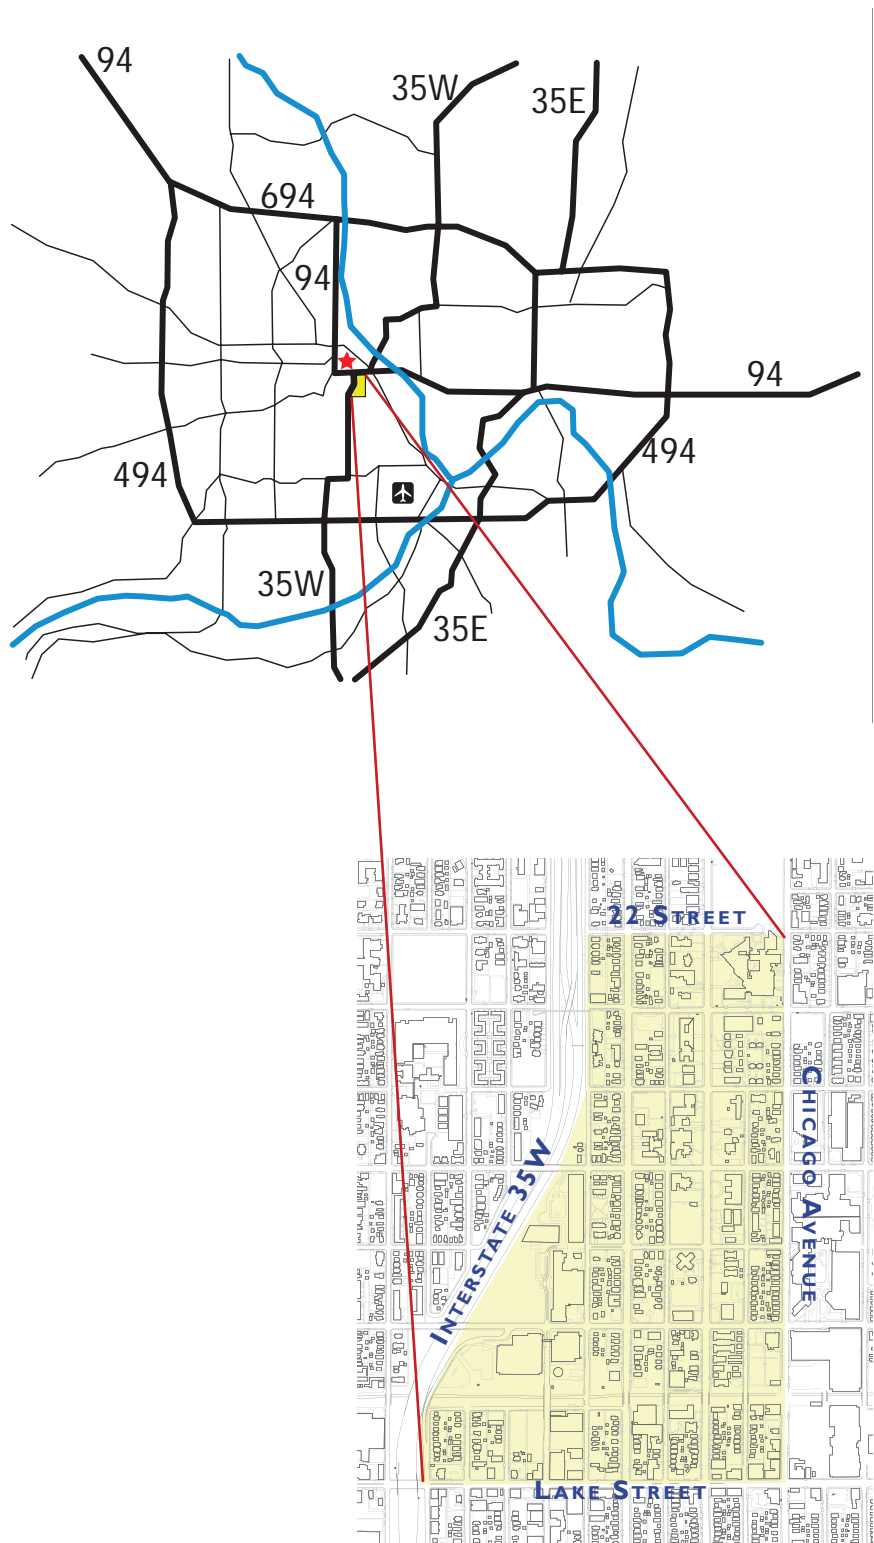 94
35W
35E
694
94
94
494
494
35W
35E
22 STREET
CHICAGO AVENUE
INTERSTATE 35W
LAKE STREET